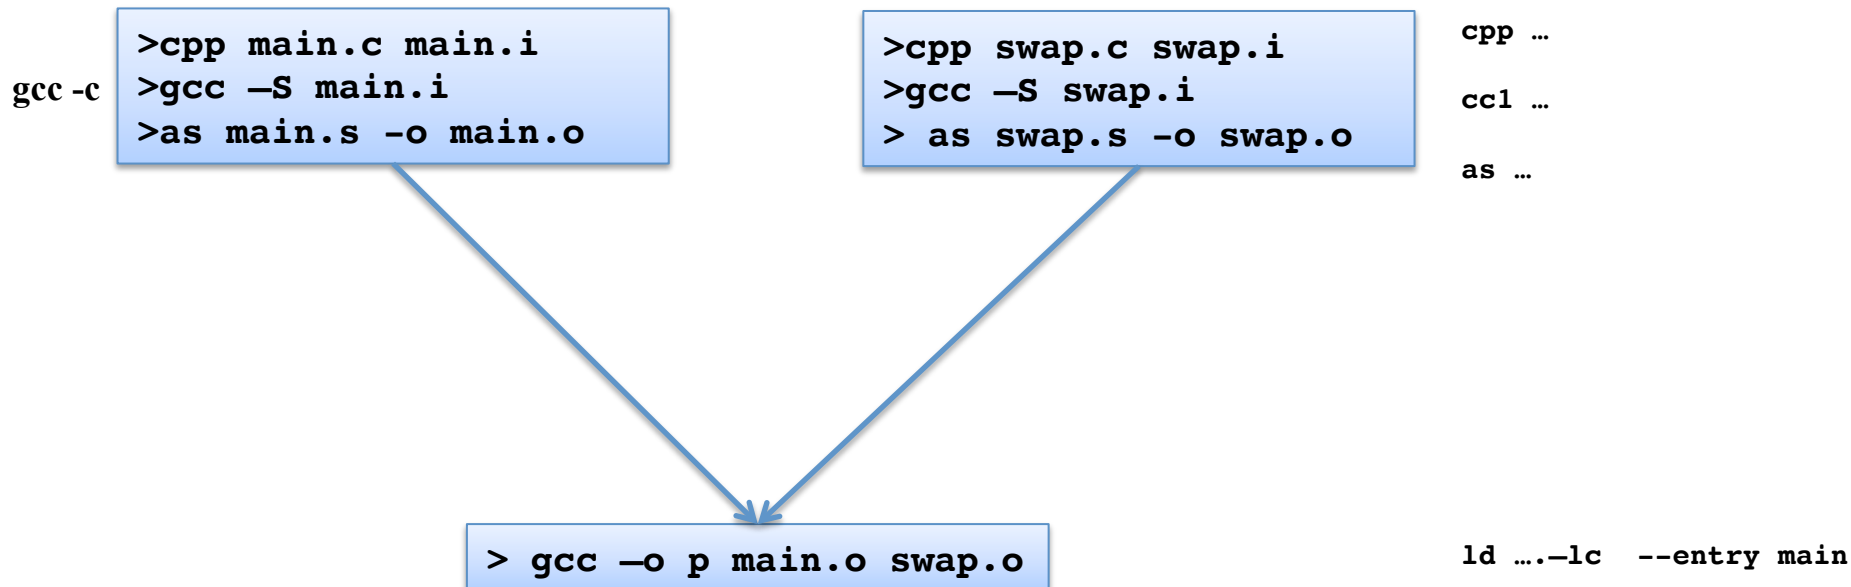 gcc -c
>cpp main.c main.i
>gcc –S main.i
>as main.s -o main.o
>cpp swap.c swap.i
>gcc –S swap.i
> as swap.s -o swap.o
cpp …
cc1 …
as …
> gcc –o p main.o swap.o
ld ….–lc --entry main